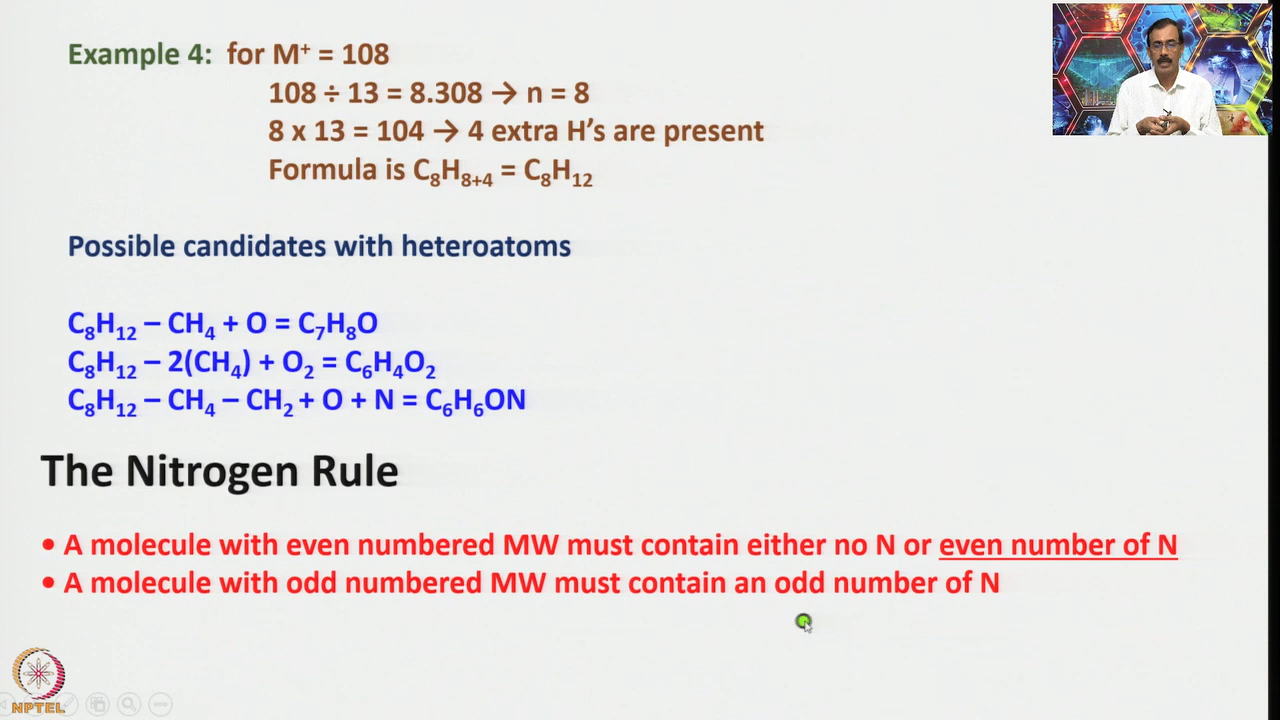 Example 4: for M⁺ = 108
108 ÷ 13 = 8.308 → n = 8
8 x 13 = 104 → 4 extra H’s are present
Formula is C₈H₈₊₄ = C₈H₁₂
Possible candidates with heteroatoms
C₈H₁₂ – CH₄ + O = C₇H₈O
C₈H₁₂ – 2(CH₄) + O₂ = C₆H₄O₂
C₈H₁₂ – CH₄ – CH₂ + O + N = C₆H₆ON
The Nitrogen Rule
• A molecule with even numbered MW must contain either no N or even number of N
• A molecule with odd numbered MW must contain an odd number of N
NPTEL